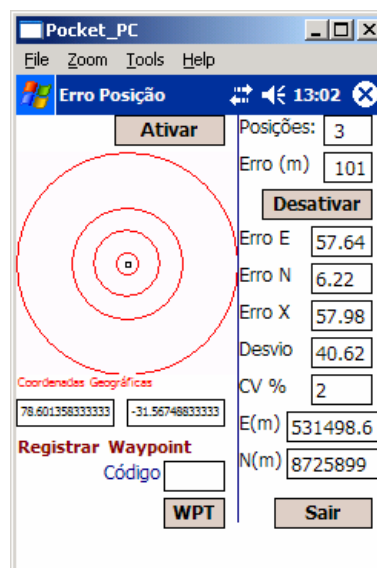 Pocket_PC
File Zoom Tools Help
Erro Posição 13:02
Ativar
Posições: 3
Erro (m) 101
Desativar
Erro E 57.64
Erro N 6.22
Erro X 57.98
Desvio 40.62
Coordenadas Geográficas
CV % 2
78.601358333333 -31.56748833333
E(m) 531498.6
Registrar Waypoint
N(m) 8725899
Código
WPT
Sair